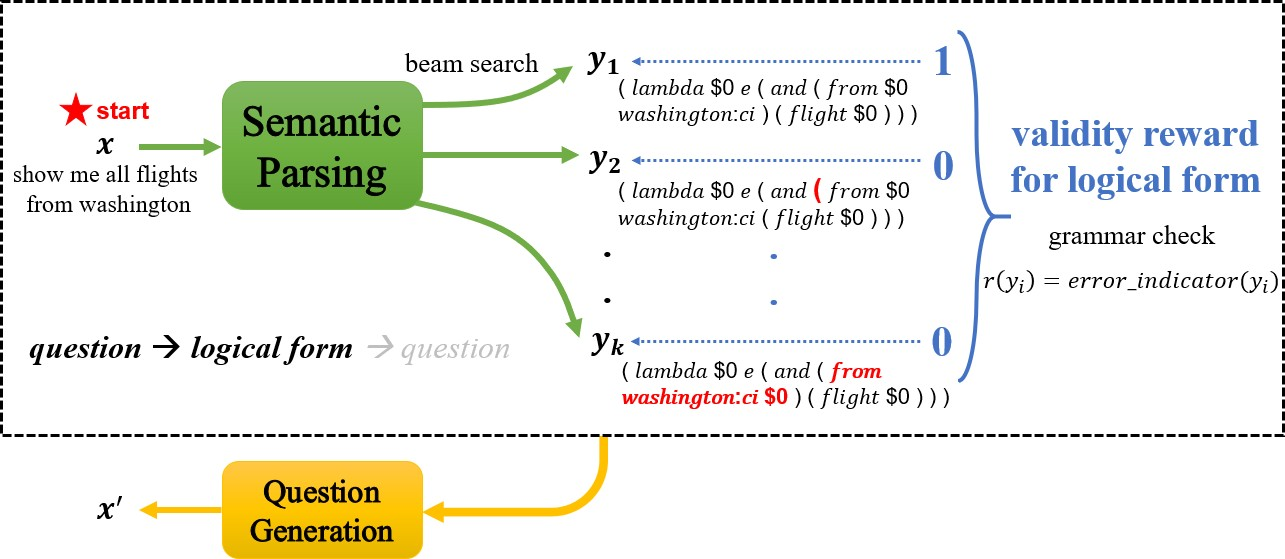 beam search
start
x
show me all flights
from washington
Semantic
Parsing
y1
1
( lambda $0 e ( and ( from $0
washington:ci ) ( flight $0 ) ) )
y2
0
( lambda $0 e ( and ( from $0
washington:ci ( flight $0 ) ) )
.
.
.
.
yk
0
( lambda $0 e ( and ( from
washington:ci $0 ) ( flight $0 ) ) )
validity reward
for logical form
grammar check
r(yi) = error_indicator(yi)
question → logical form → question
x′
Question
Generation